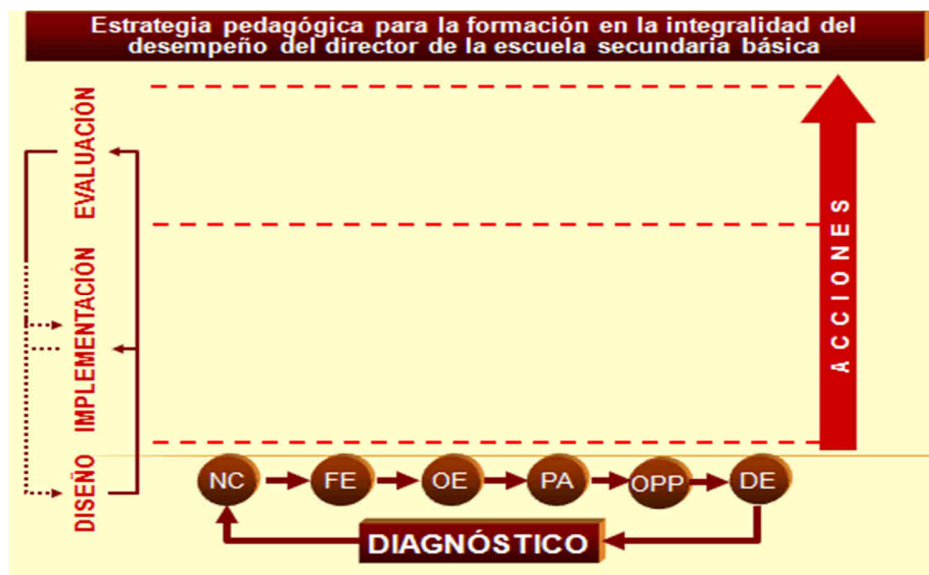 Estrategia pedagógica para la formación en la integralidad del
desempeño del director de la escuela secundaria básica
EVALUACIÓN
IMPLEMENTACIÓN
DISEÑO
ACCIONES
NC
FE
OE
PA
OPP
DE
DIAGNÓSTICO